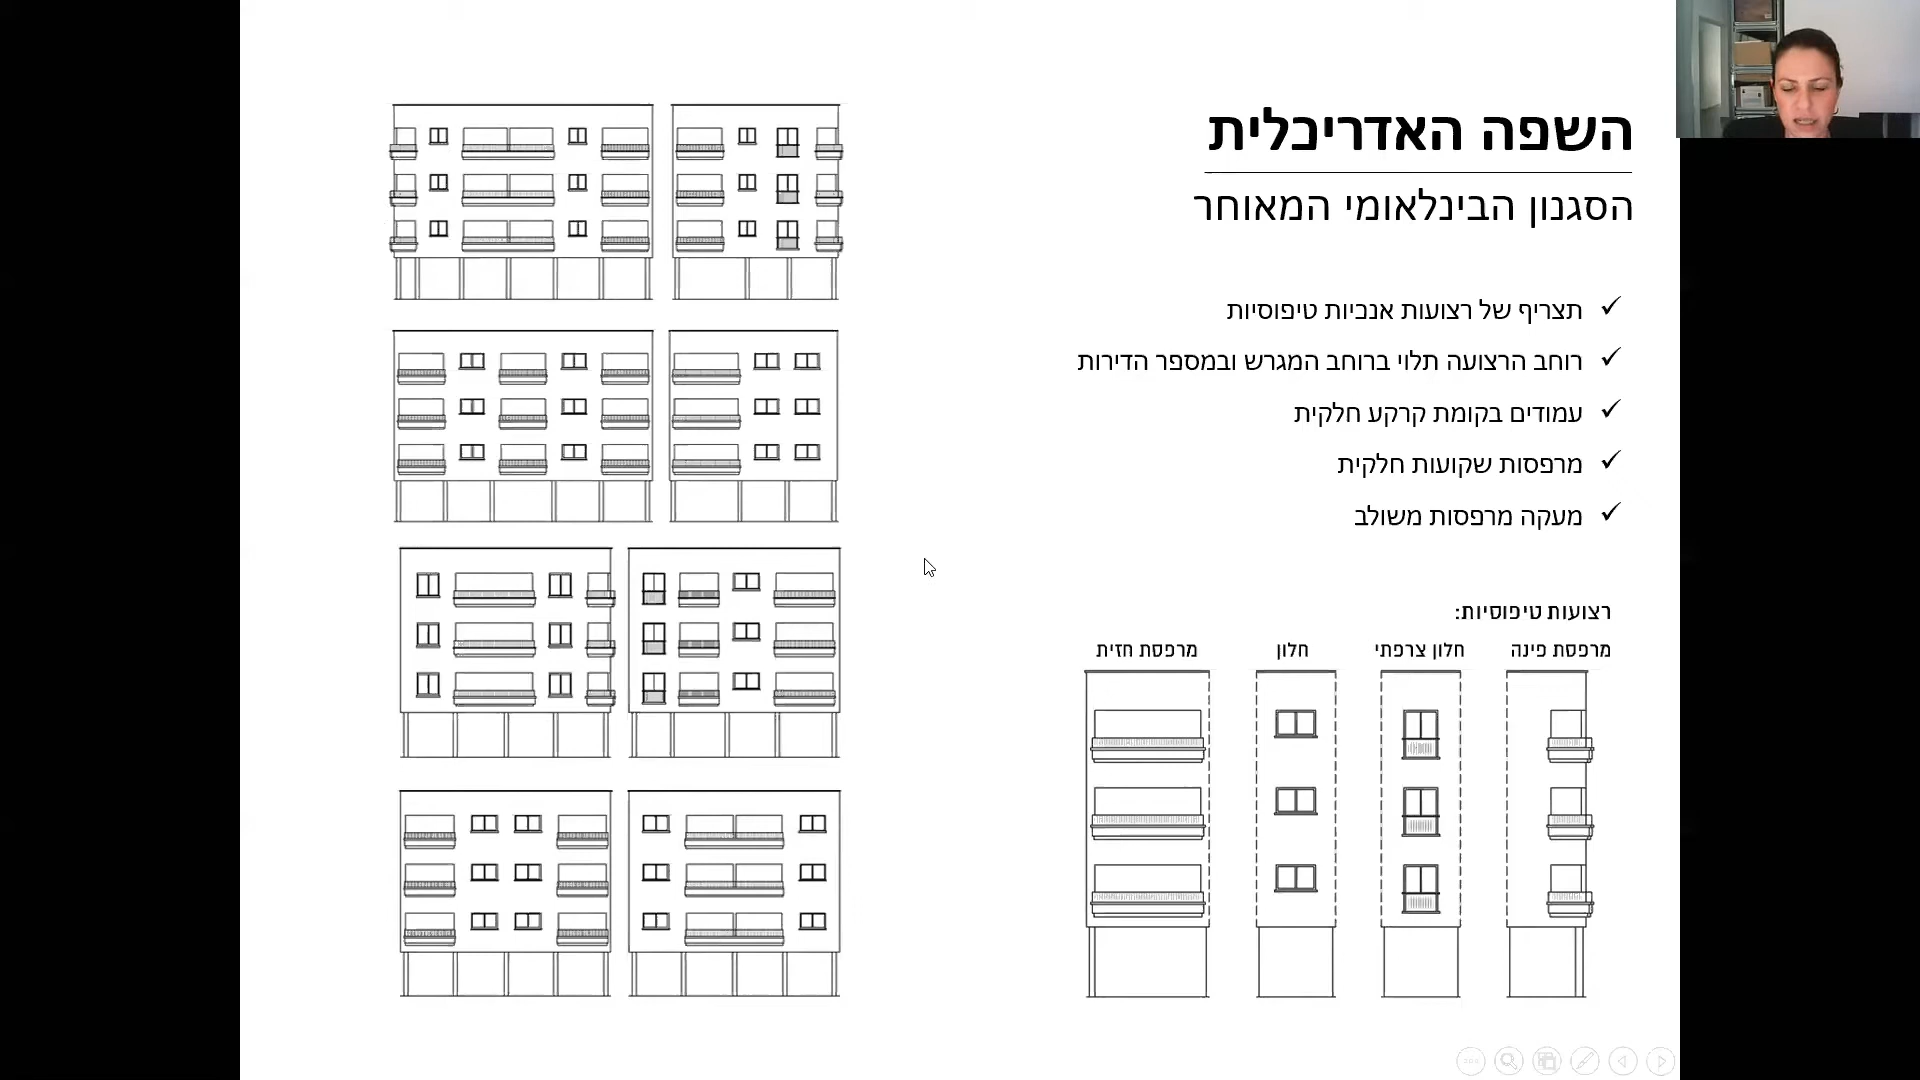 השפה האדריכלית
הסגנון הבינלאומי המאוחר
✓ תצריף של רצועות אנכיות טיפוסיות
✓ רוחב הרצועה תלוי ברוחב המגרש ובמספר הדירות
✓ עמודים בקומת קרקע חלקית
✓ מרפסות שקועות חלקית
✓ מעקה מרפסות משולב
רצועות טיפוסיות:
מרפסת פינה חלון צרפתי חלון מרפסת חזית